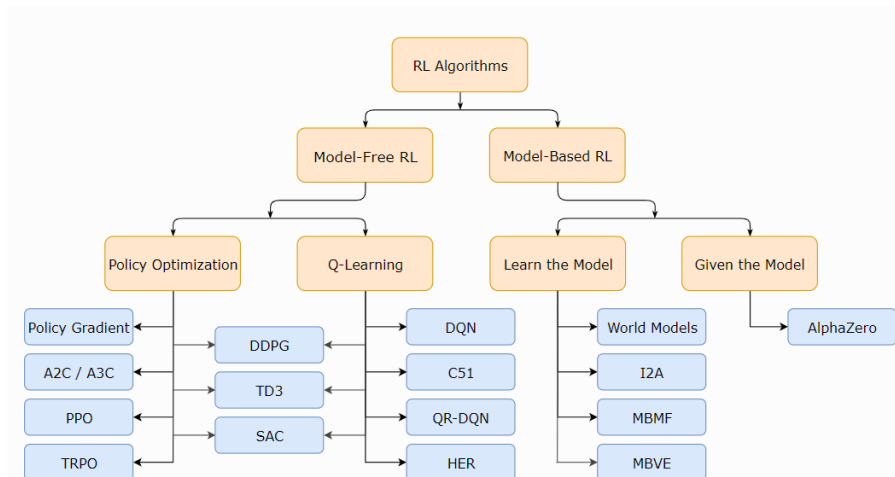 RL Algorithms
Model-Free RL
Model-Based RL
Policy Optimization
Q-Learning
Learn the Model
Given the Model
Policy Gradient
DDPG
DQN
World Models
AlphaZero
A2C / A3C
TD3
C51
I2A
PPO
SAC
QR-DQN
MBMF
TRPO
HER
MBVE